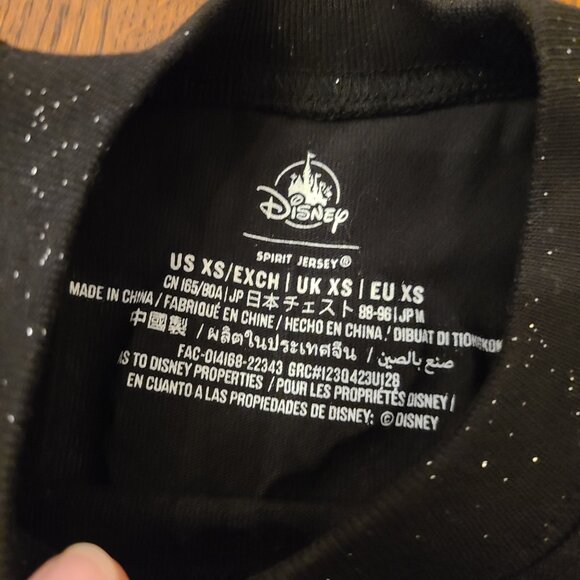 Disney
SPIRIT JERSEY®
US XS/EXCH | UK XS | EU XS
CN 165/80A | JP 日本 チェスト 88-96 | JP M
MADE IN CHINA / FABRIQUÉ EN CHINE / HECHO EN CHINA / DIBUAT DI TIONGKOK
中國製 / ผลิตในประเทศจีน / صنع بالصين
FAC-014168-22343 GRC#123Q423U128
AS TO DISNEY PROPERTIES / POUR LES PROPRIÉTÉS DISNEY /
EN CUANTO A LAS PROPIEDADES DE DISNEY: © DISNEY